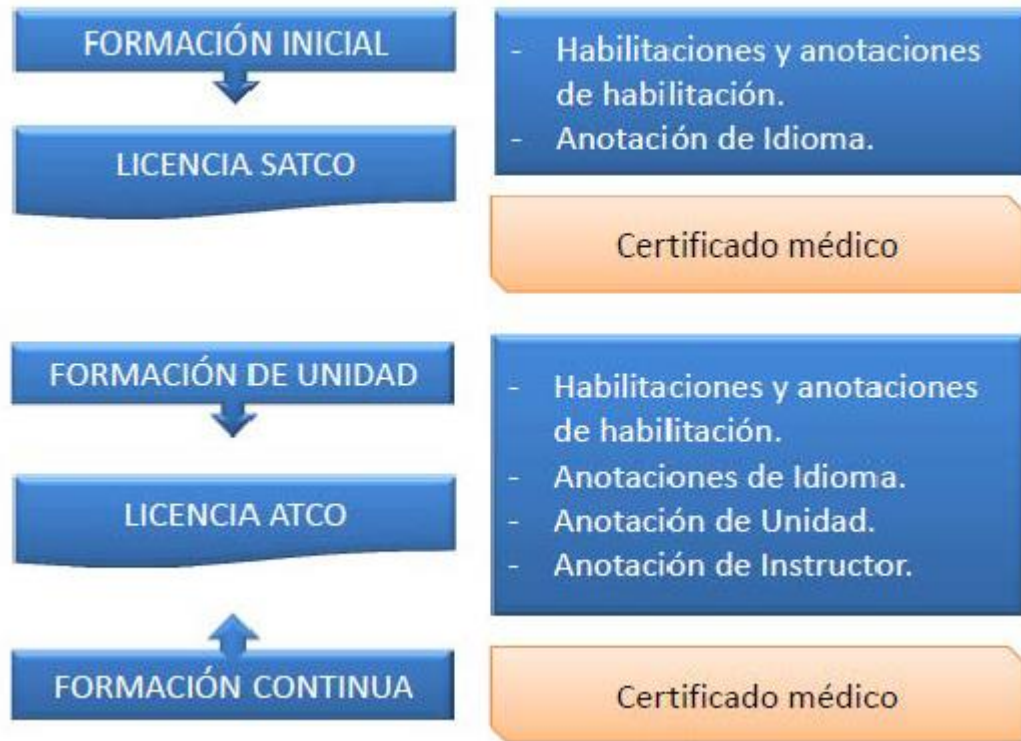 FORMACIÓN INICIAL
LICENCIA SATCO
- Habilitaciones y anotaciones
de habilitación.
- Anotación de Idioma.
Certificado médico
FORMACIÓN DE UNIDAD
LICENCIA ATCO
FORMACIÓN CONTINUA
- Habilitaciones y anotaciones
de habilitación.
- Anotaciones de Idioma.
- Anotación de Unidad.
- Anotación de Instructor.
Certificado médico